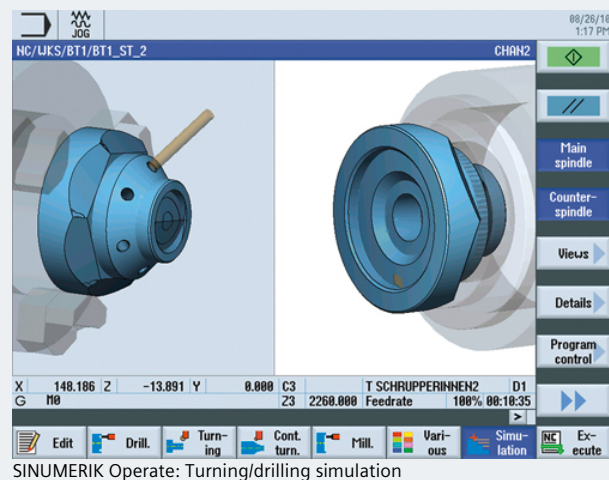 JOG
08/26/10
1:17 PM
NC/WKS/BT1/BT1_ST_2 CHAN2
Main
spindle
Counter-
spindle
Views
Details
Program
control
X 148.186 Z -13.891 Y 0.000 C3 T SCHRUPPERINNEN2 D1
G M0 Z3 2260.000 Feedrate 100% 00:10:35
>
Edit
Drill.
Turn-
ing
Cont.
turn.
Mill.
Vari-
ous
Simu-
lation
NC
Ex-
ecute
SINUMERIK Operate: Turning/drilling simulation